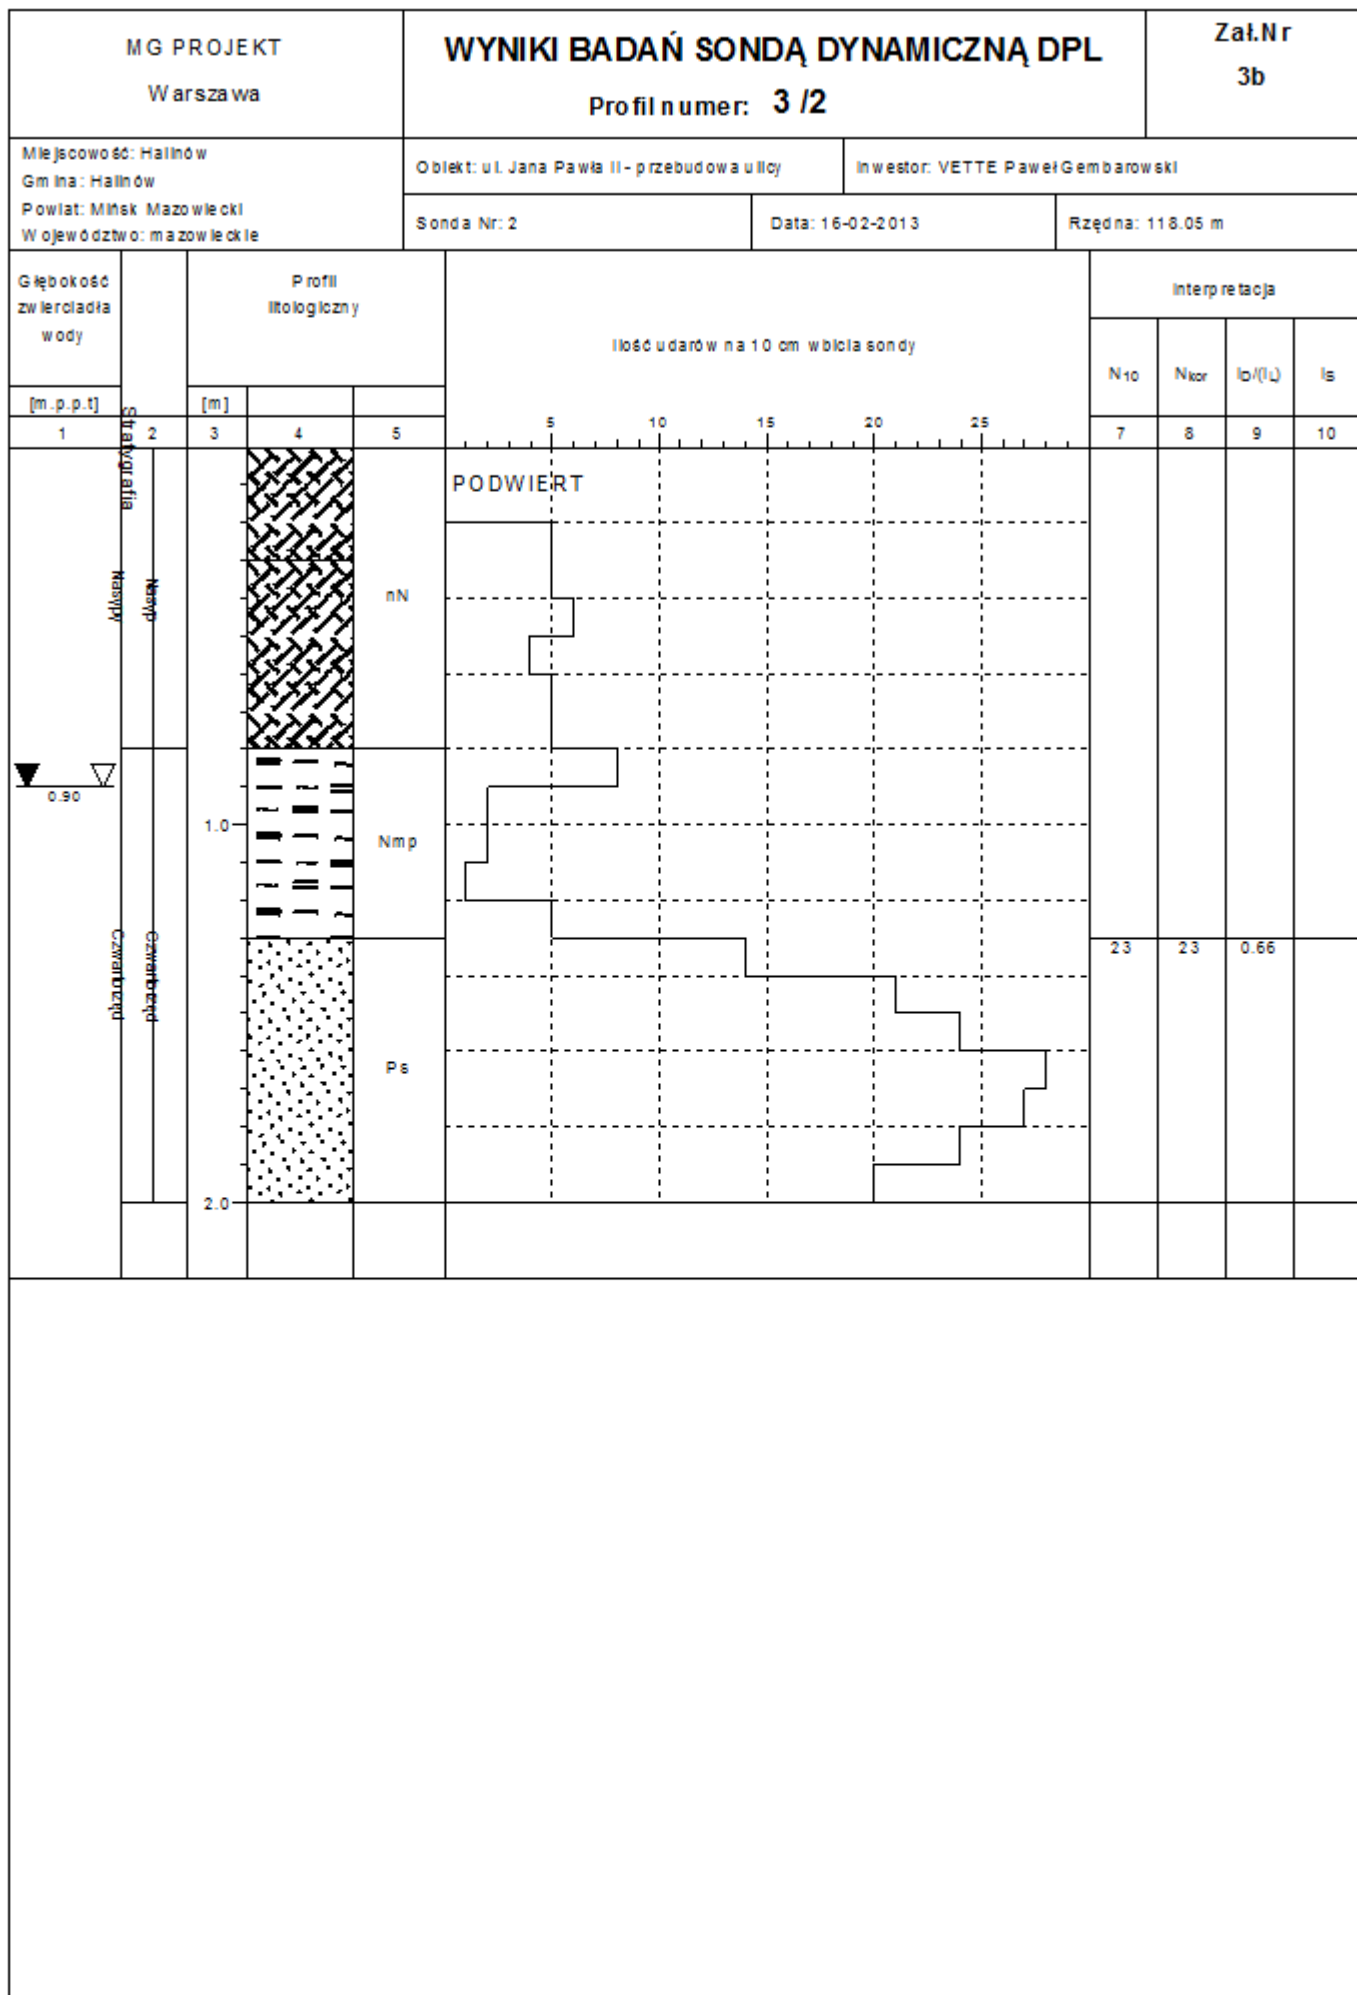 MG PROJEKT
Warszawa
WYNIKI BADAŃ SONDĄ DYNAMICZNĄ DPL
Profil numer: 3 /2
Zał.Nr
3b
Miejscowość: Halinów
Gmina: Halinów
Powiat: Mińsk Mazowiecki
Województwo: mazowieckie
Obiekt: ul. Jana Pawła II - przebudowa ulicy
Inwestor: VETTE Paweł Gembarowski
Sonda Nr: 2
Data: 16-02-2013
Rzędna: 118.05 m
Głębokość
zwierciadła
wody
Stratygrafia
Profil
litologiczny
Ilość udarów na 10 cm wbicia sondy
Interpretacja
N10
Nkor
ID/(IL)
IS
[m.p.p.t]
[m]
5 10 15 20 25
1 2 3 4 5 7 8 9 10
PODWIERT
Nasypy
Nasyp
nN
0.90
1.0
Nmp
Czwartorzęd
Czwartorzęd
23 23 0.66
Ps
2.0